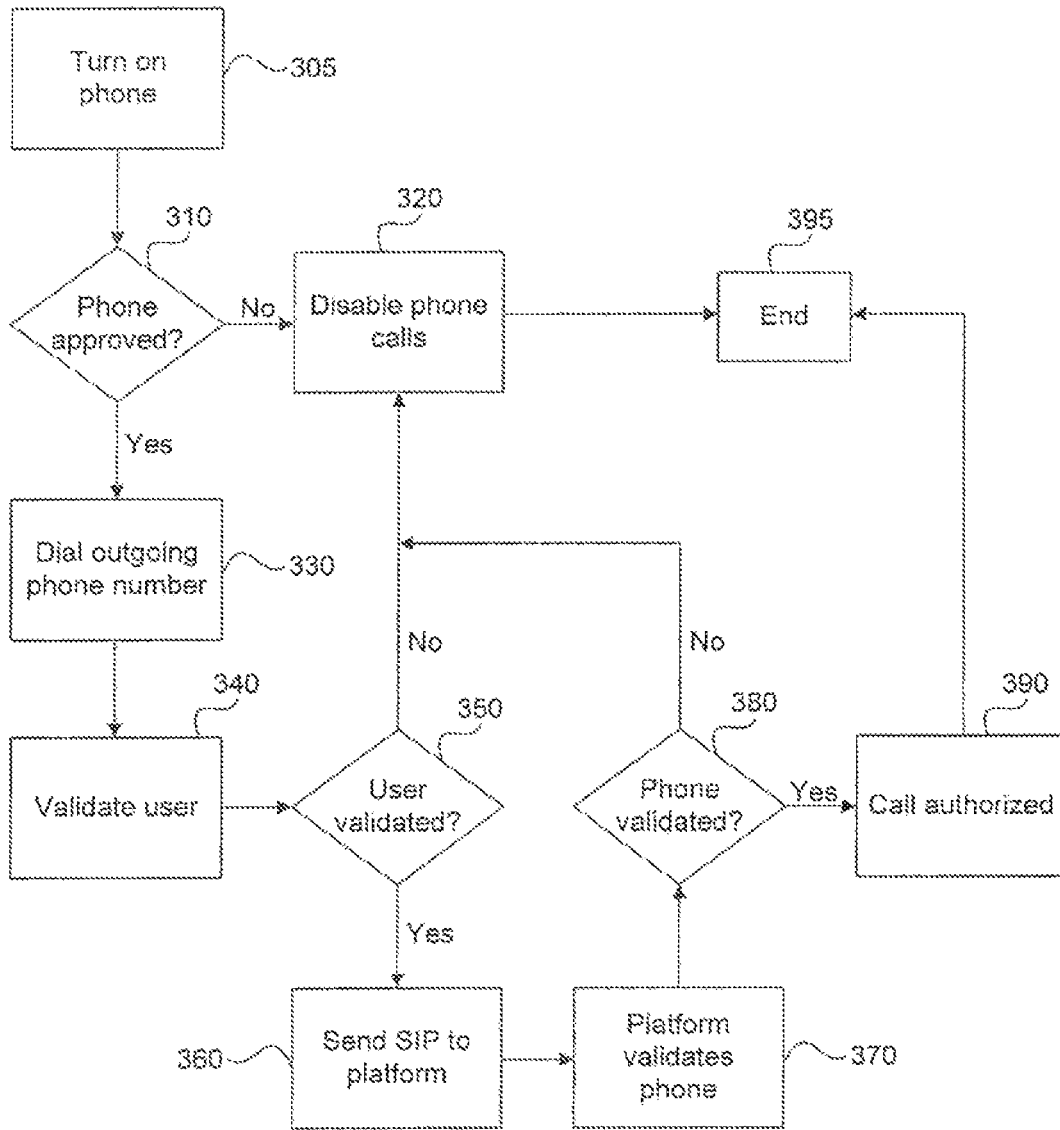 Turn on
phone
305
310
Phone
approved?
No
320
Disable phone
calls
395
End
Yes
Dial outgoing
phone number
330
No
No
340
Validate user
350
User
validated?
380
Phone
validated?
Yes
390
Call authorized
Yes
360
Send SIP to
platform
Platform
validates
phone
370